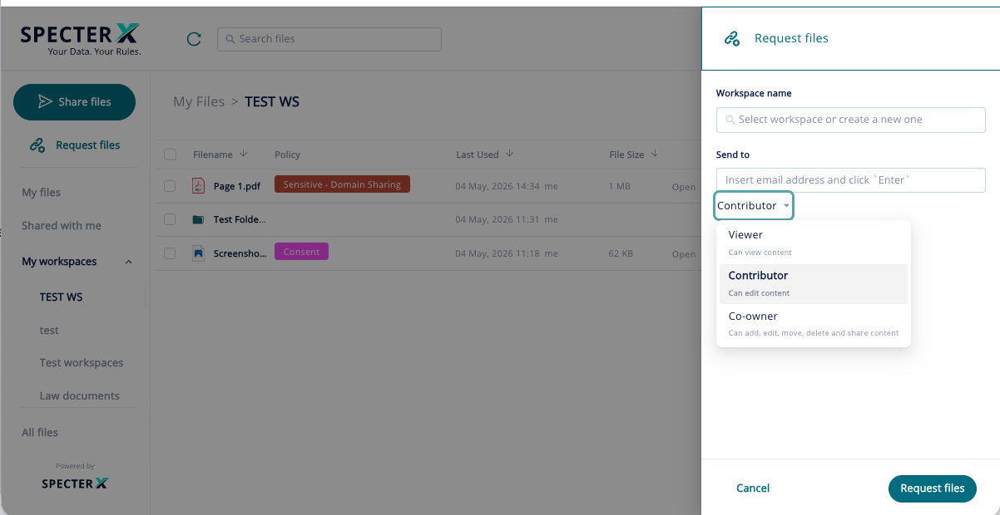 SPECTERX
Your Data. Your Rules.
Search files
Share files
Request files
My files
Shared with me
My workspaces
TEST WS
test
Test workspaces
Law documents
All files
Powered by
SPECTERX
My Files > TEST WS
Filename Policy Last Used File Size
Page 1.pdf Sensitive - Domain Sharing 04 May, 2026 14:34 me 1 MB Open
Test Folde... 04 May, 2026 11:31 me
Screensho... Consent 04 May, 2026 11:18 me 62 KB Open
Request files
Workspace name
Select workspace or create a new one
Send to
Insert email address and click `Enter`
Contributor
Viewer
Can view content
Contributor
Can edit content
Co-owner
Can add, edit, move, delete and share content
Cancel Request files